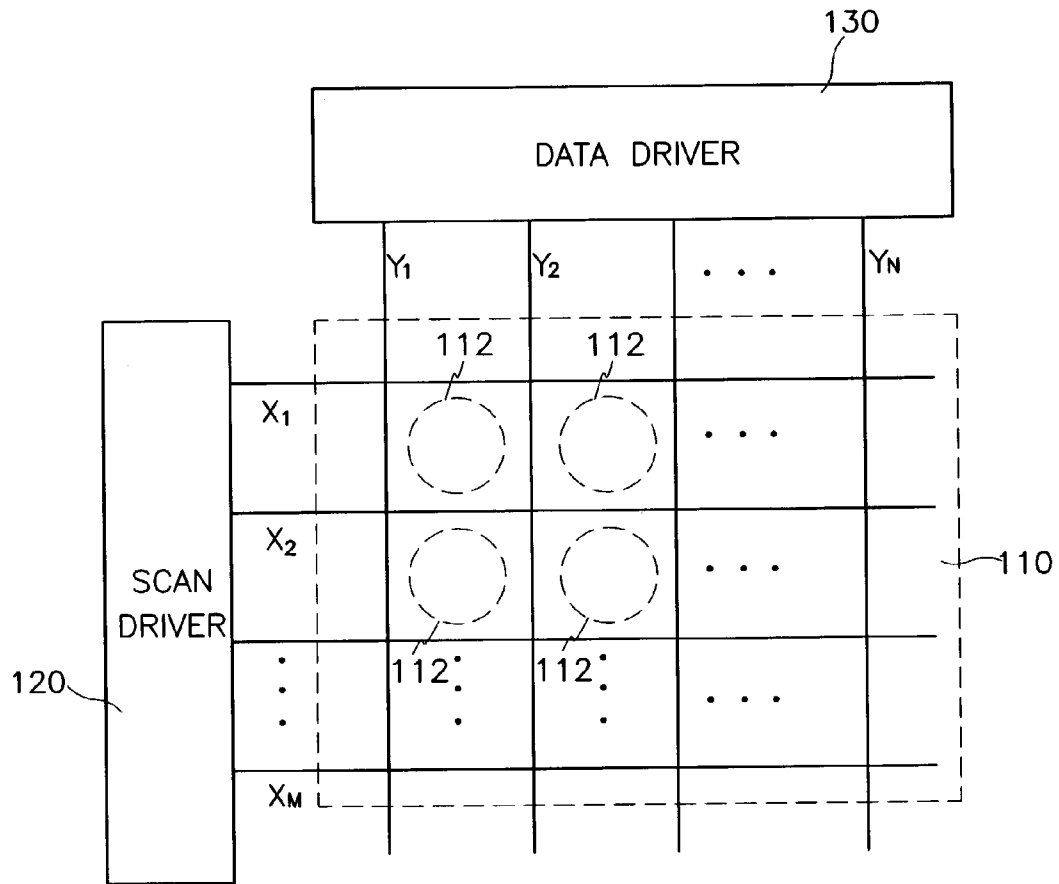 130
DATA DRIVER
Y1 Y2 . . . YN
112 112
X1 . . .
X2 . . .
110
SCAN
DRIVER
112 112
120
. . .
XM